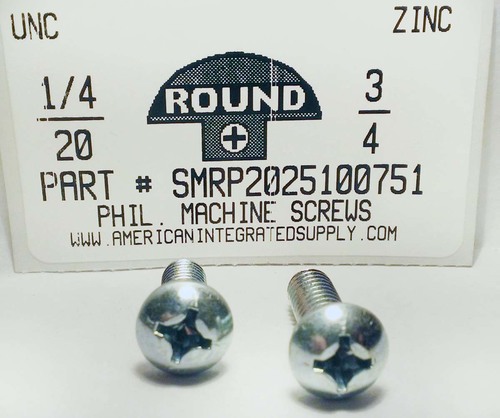 UNC ZINC
1/4 ROUND 3
20 4
PART # SMRP2025100751
PHIL. MACHINE SCREWS
WWW.AMERICANINTEGRATEDSUPPLY.COM